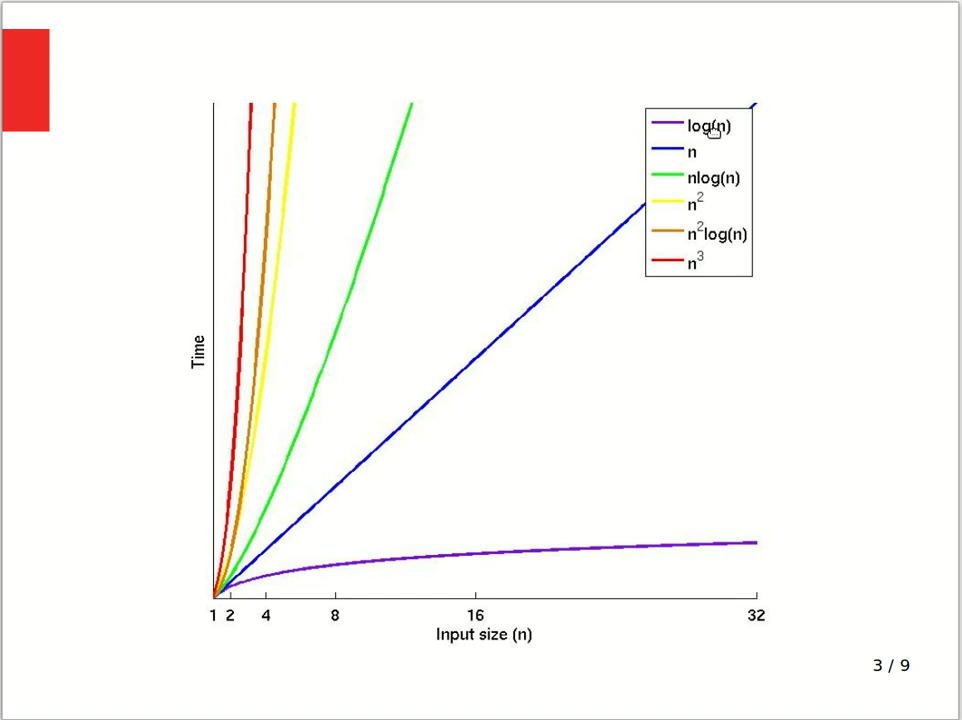 log(n)
n
nlog(n)
n²
n²log(n)
n³
Time
1 2 4 8 16 32
Input size (n)
3 / 9